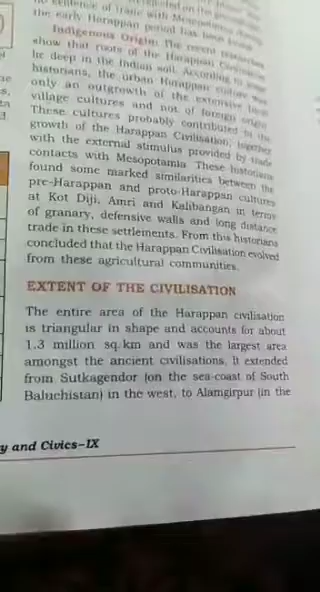 the early Harappan period has been
Indigenous Origin: The recent researches
show that roots of the Harappan Civilisation
lie deep in the Indian soil. According to some
historians, the urban Harappan culture was
only an outgrowth of the extensive local
village cultures and not of foreign origin.
These cultures probably contributed to the
growth of the Harappan Civilisation, together
with the external stimulus provided by trade
contacts with Mesopotamia. These historians
found some marked similarities between the
pre-Harappan and proto-Harappan cultures
at Kot Diji, Amri and Kalibangan in terms
of granary, defensive walls and long distance
trade in these settlements. From this historians
concluded that the Harappan Civilisation evolved
from these agricultural communities.
EXTENT OF THE CIVILISATION
The entire area of the Harappan civilisation
is triangular in shape and accounts for about
1.3 million sq. km and was the largest area
amongst the ancient civilisations. It extended
from Sutkagendor (on the sea-coast of South
Baluchistan) in the west, to Alamgirpur (in the
y and Civics–IX